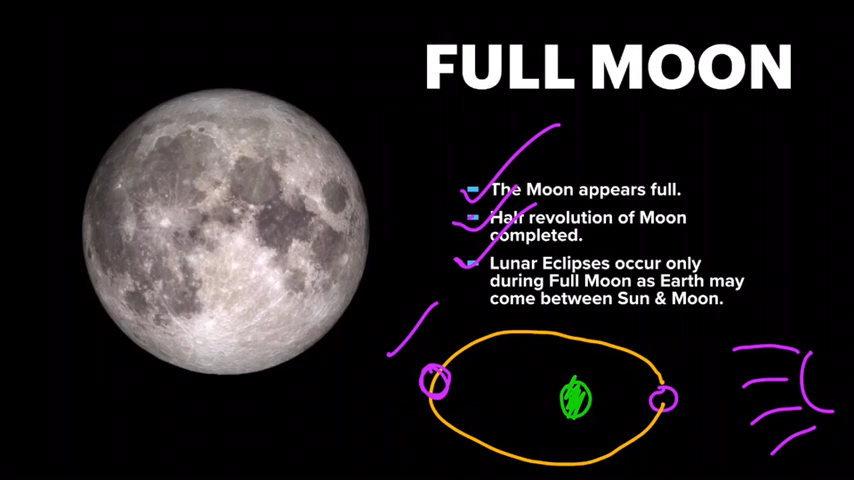 FULL MOON
The Moon appears full.
Half revolution of Moon
completed.
Lunar Eclipses occur only
during Full Moon as Earth may
come between Sun & Moon.